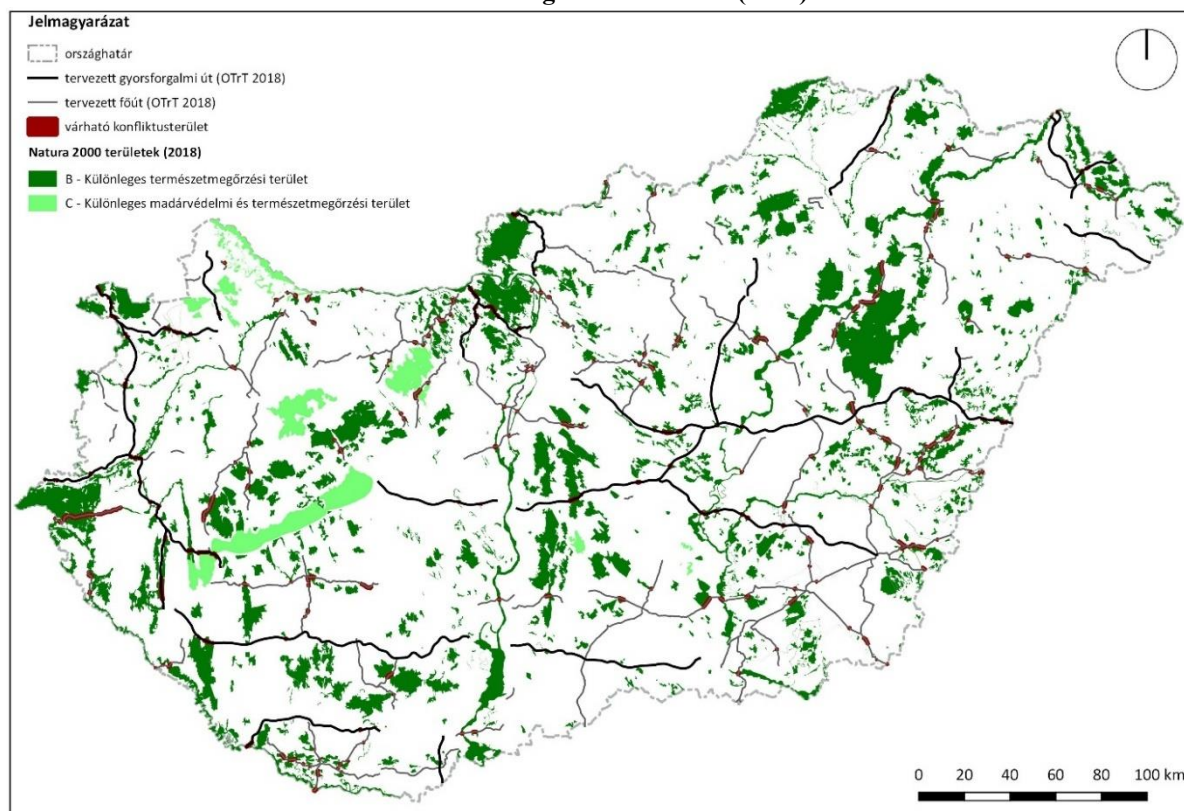 Jelmagyarázat
országhatár
tervezett gyorsforgalmi út (OTrT 2018)
tervezett főút (OTrT 2018)
várható konfliktusterület
Natura 2000 területek (2018)
B - Különleges természetmegőrzési terület
C - Különleges madárvédelmi és természetmegőrzési terület
0 20 40 60 80 100 km